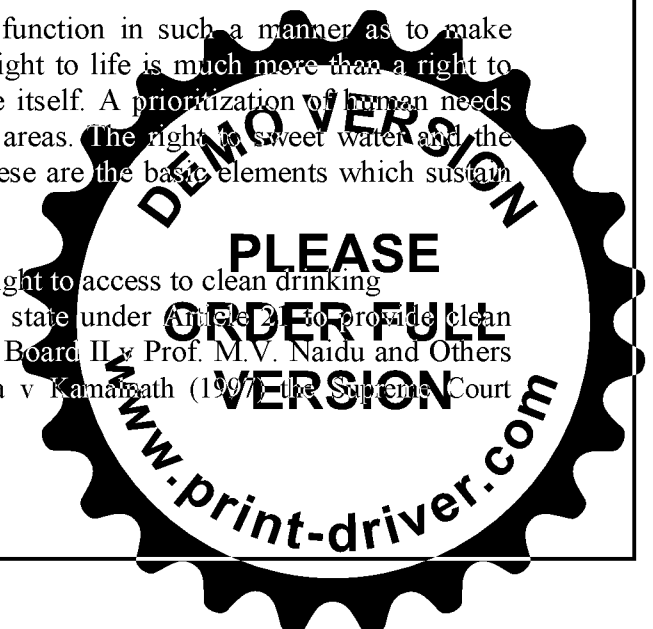 function in such a manner as to make
ight to life is much more than a right to
e itself. A prioritization of human needs
areas. The right to sweet water and the
ese are the basic elements which sustain
ght to access to clean drinking
state under Article 21 to provide clean
Board II v Prof. M.V. Naidu and Others
a v Kamalnath (1997) the Supreme Court
DEMO VERSION
PLEASE
ORDER FULL
VERSION
www.print-driver.com